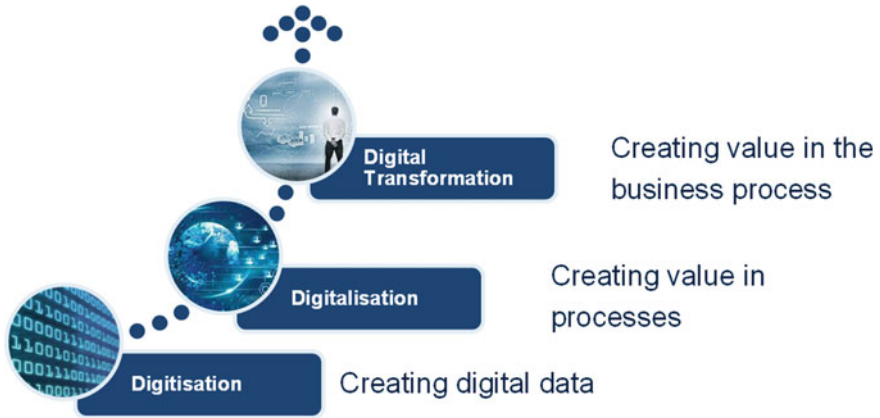 Digital
Transformation
Creating value in the
business process
Digitalisation
Creating value in
processes
Digitisation
Creating digital data